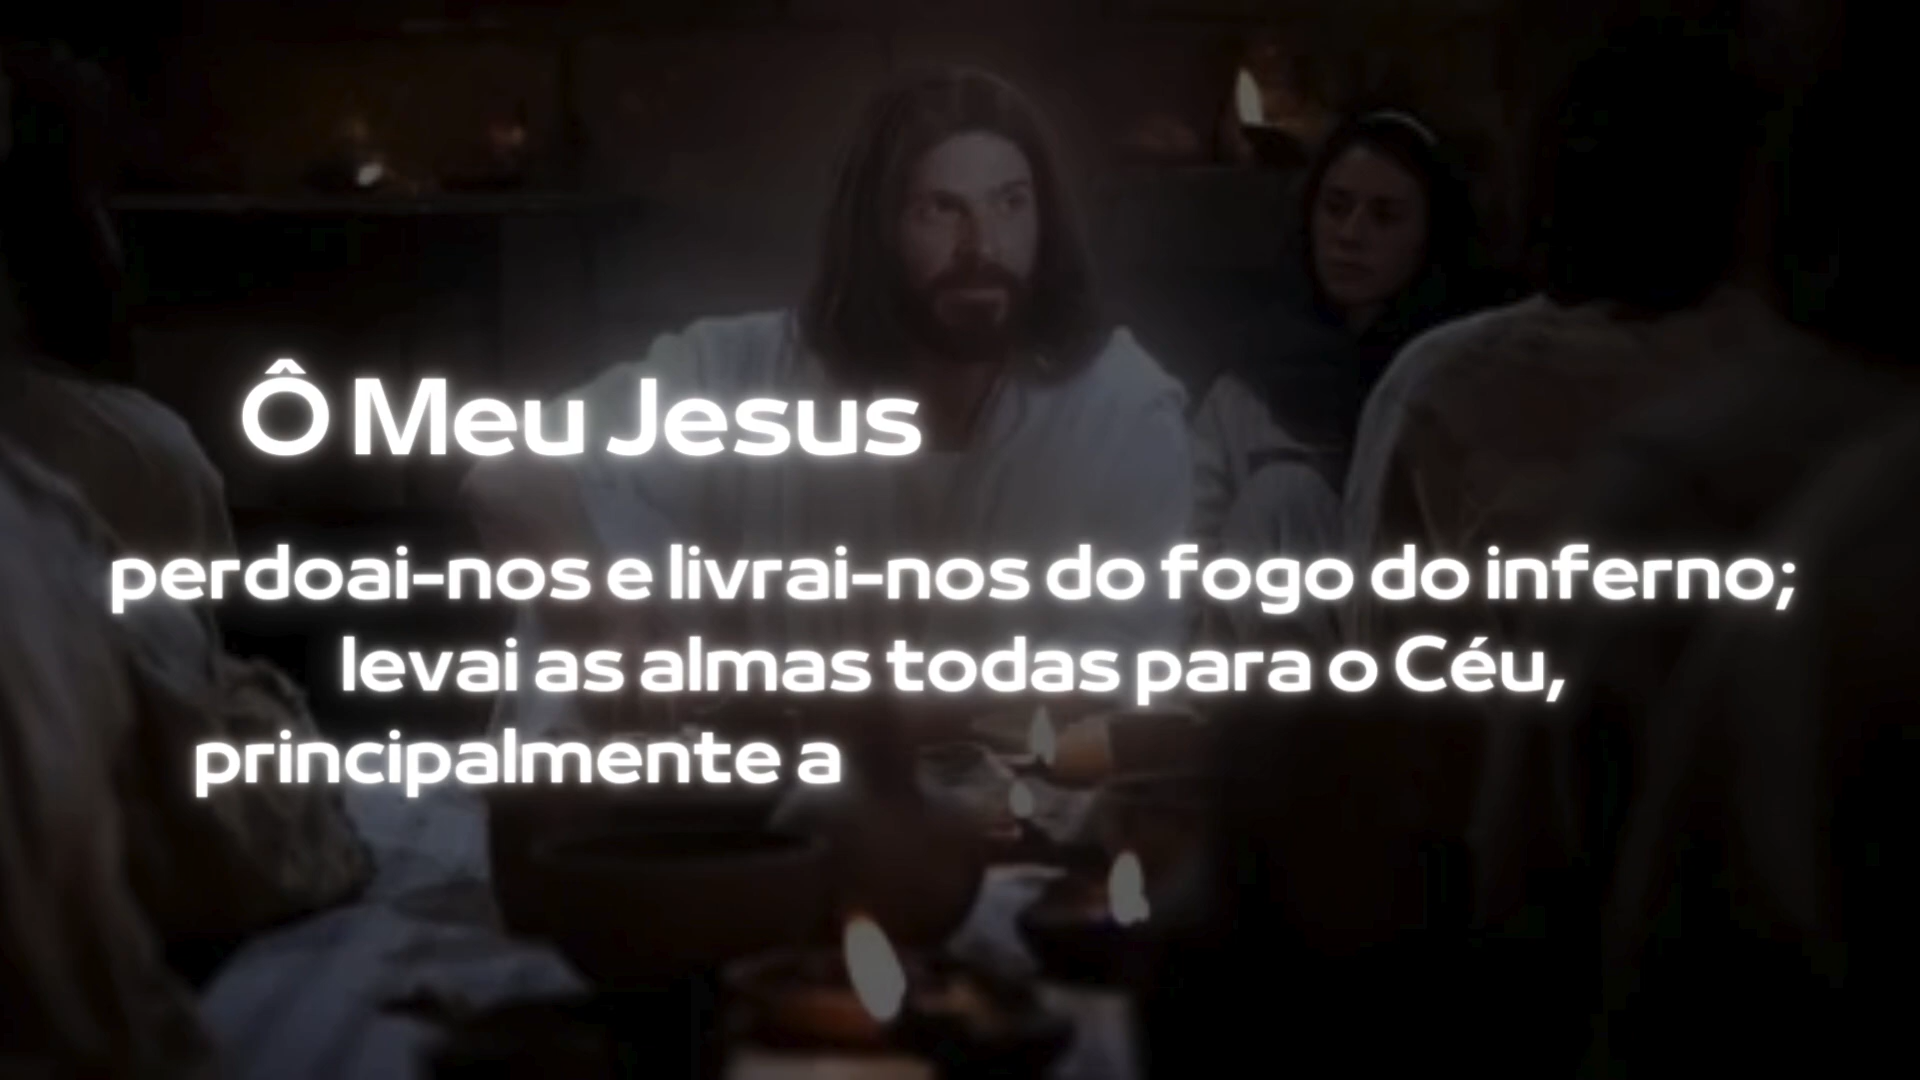 Ô Meu Jesus
perdoai-nos e livrai-nos do fogo do inferno;
levai as almas todas para o Céu,
principalmente a